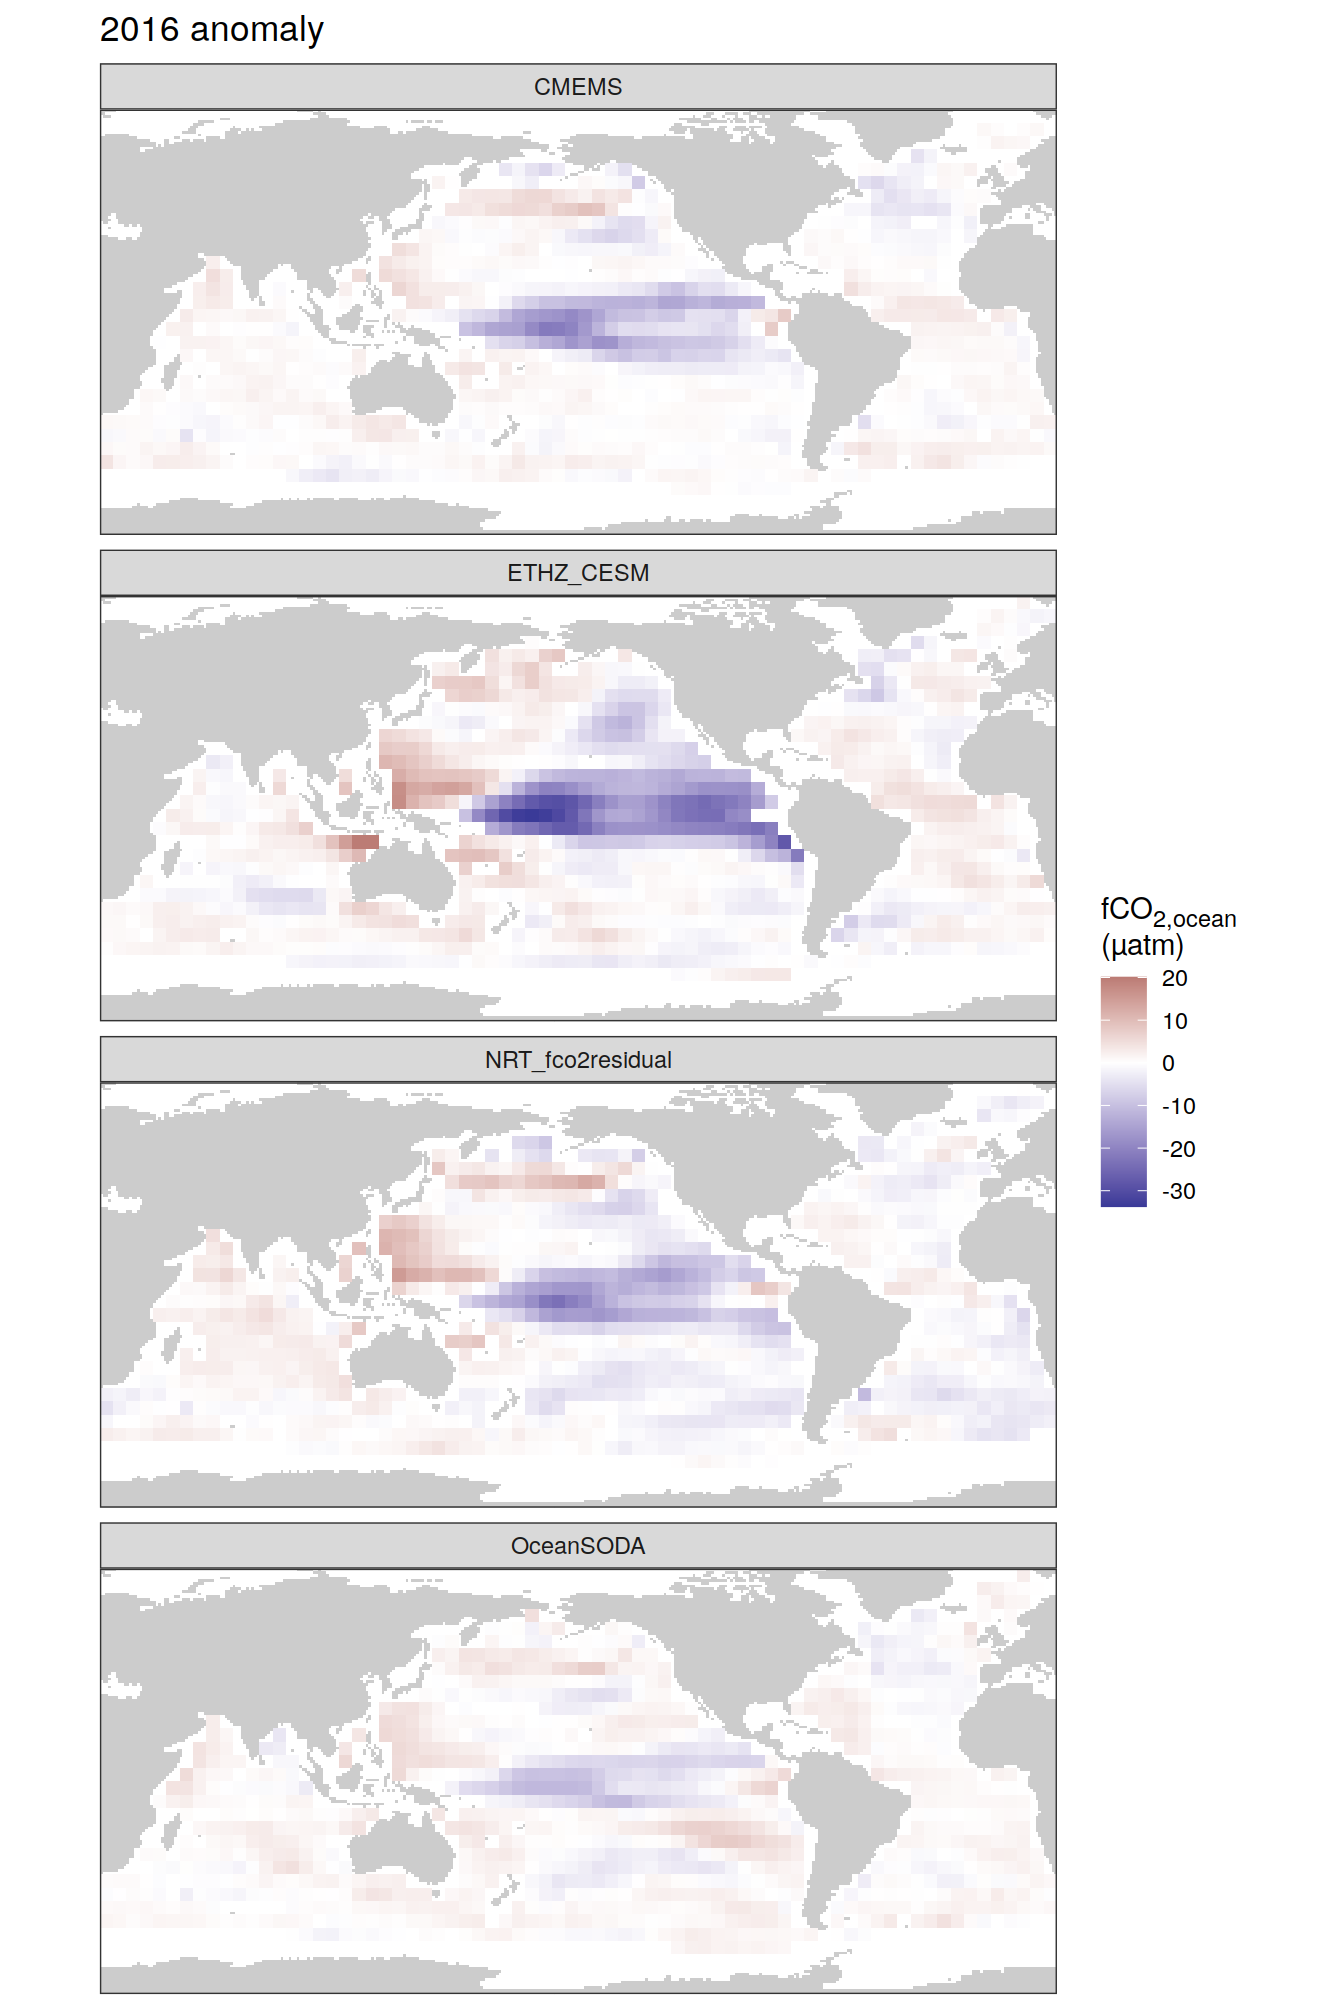 2016 anomaly
CMEMS
ETHZ_CESM
fCO2,ocean
(µatm)
20
10
0
-10
-20
-30
NRT_fco2residual
OceanSODA